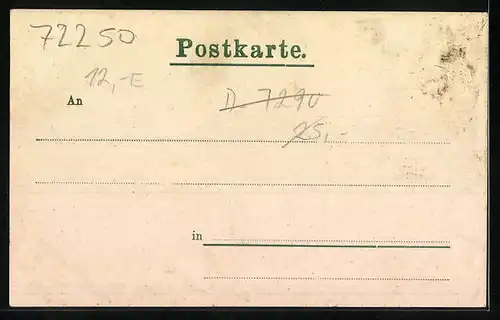 72250
Postkarte.
12,-E
An
D-7290
25,-
in